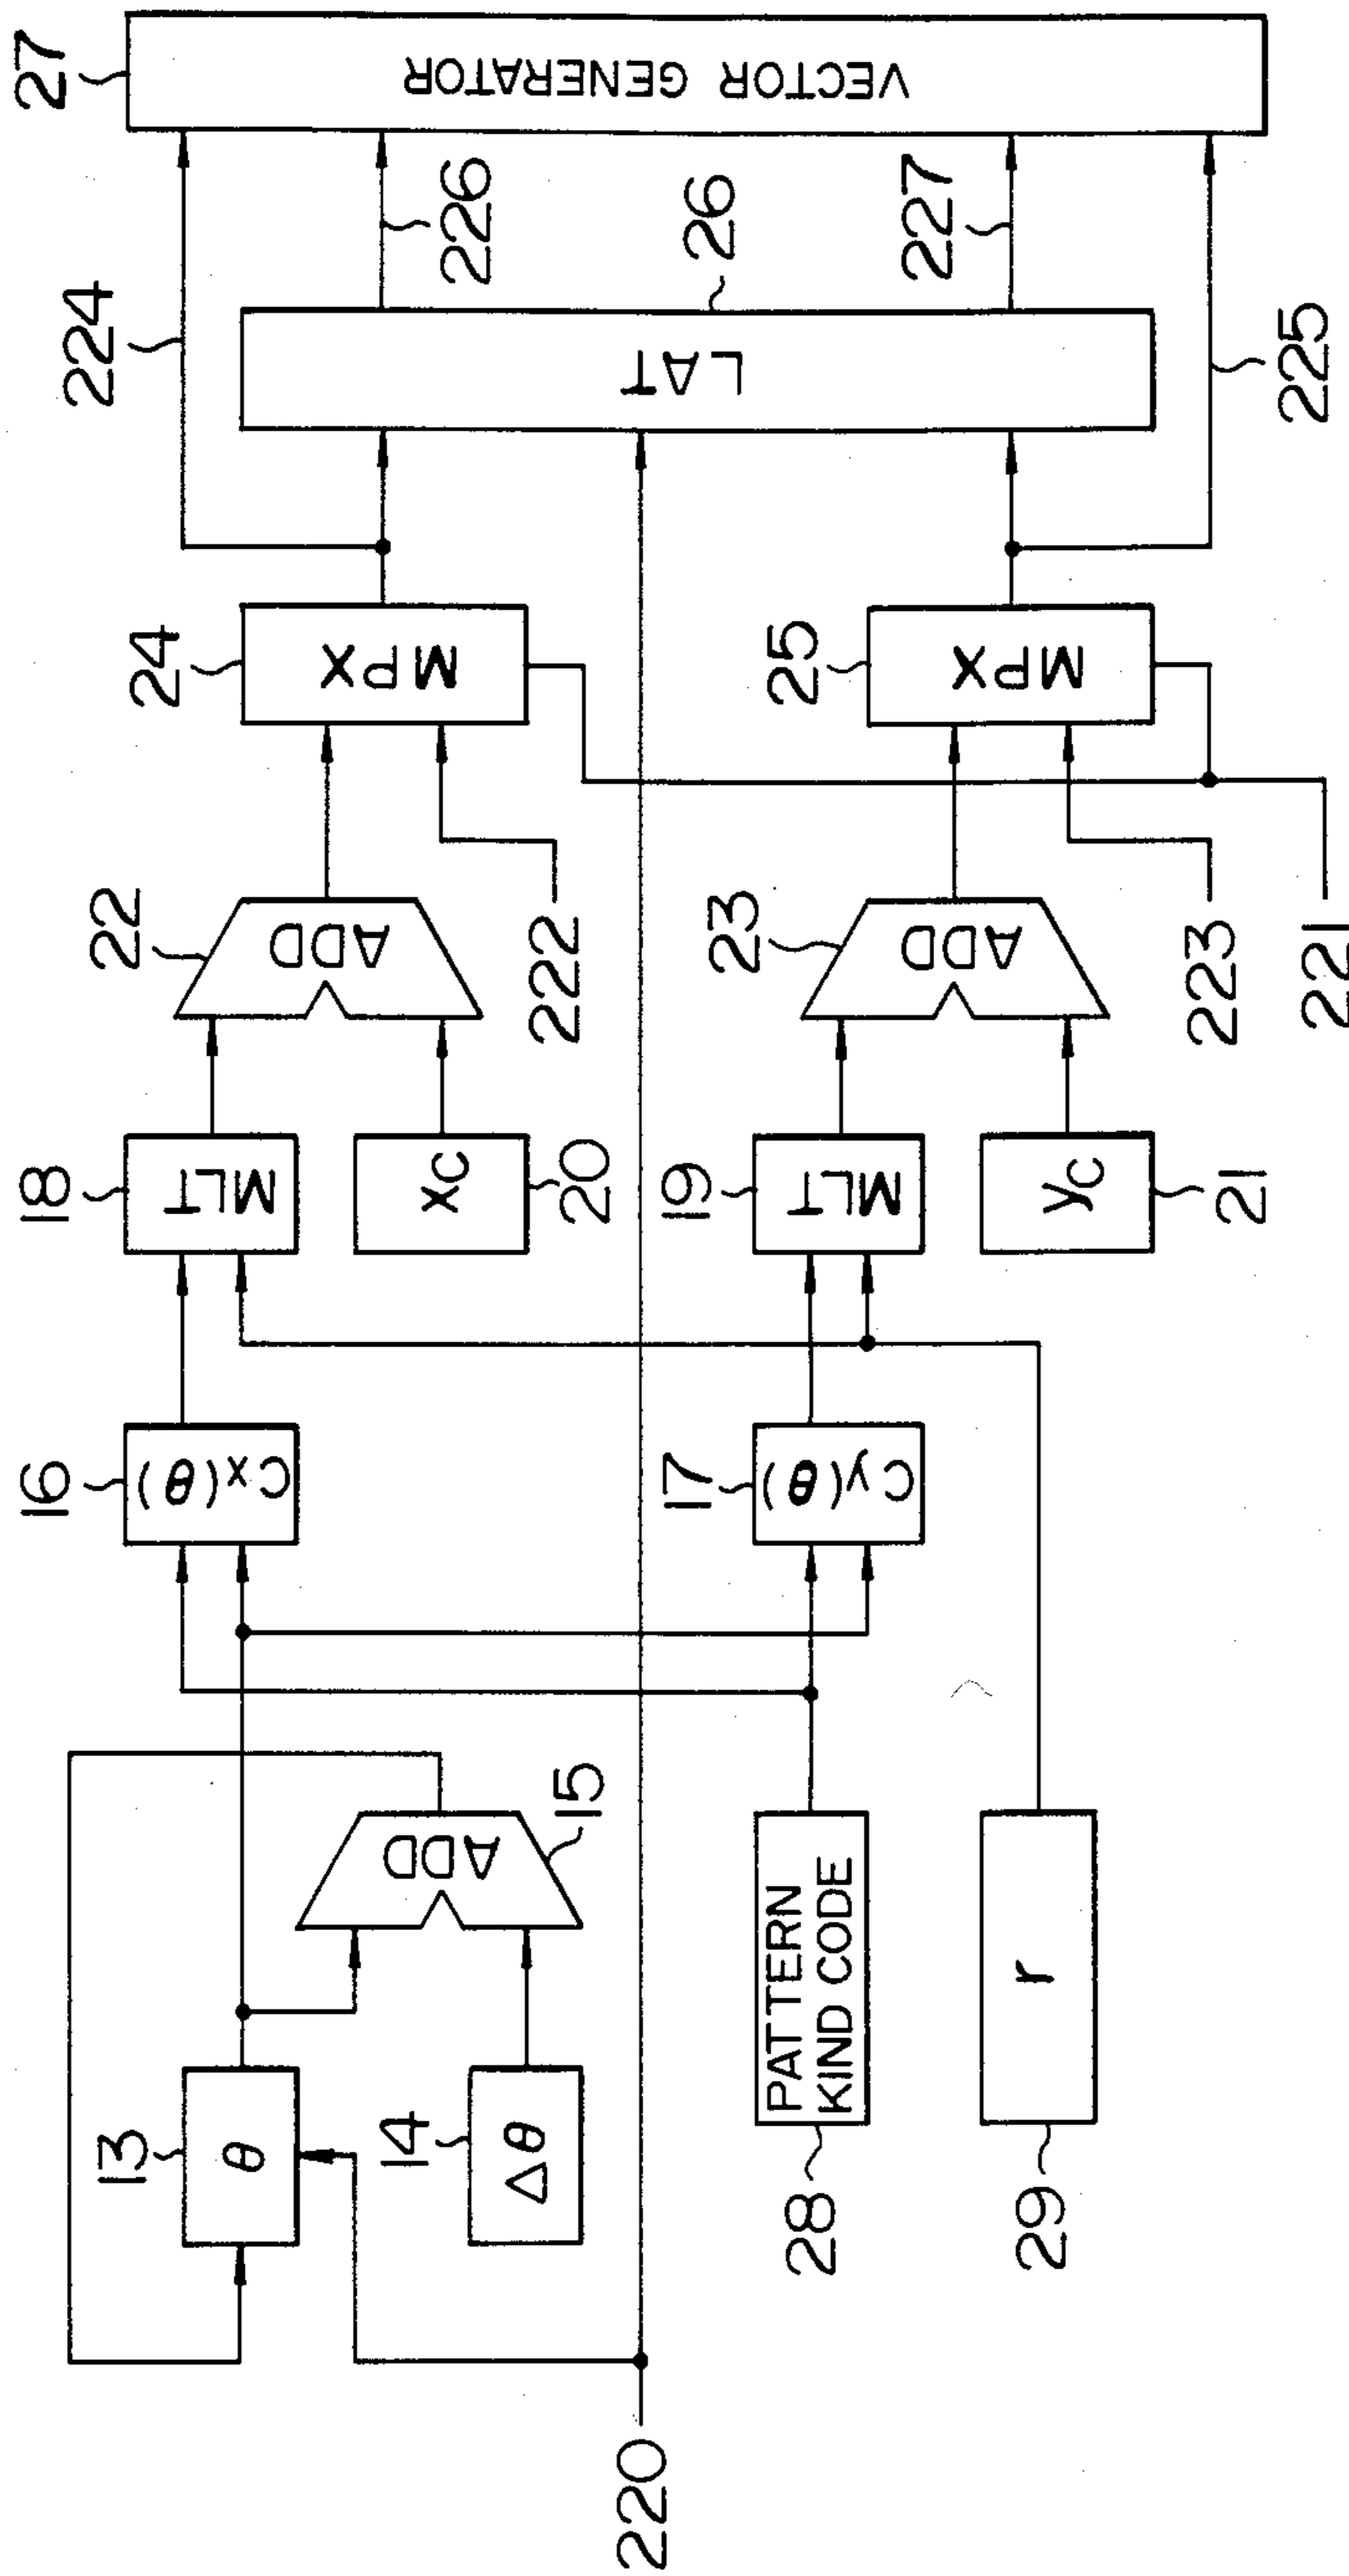 27
VECTOR GENERATOR
224
226
227
225
26
LAT
24
MPX
25
MPX
22
ADD
222
23
ADD
223
221
18
MLT
xc
20
19
MLT
yc
21
16
Cx(θ)
17
Cy(θ)
13
θ
14
Δθ
ADD
15
PATTERN
KIND CODE
28
r
29
220